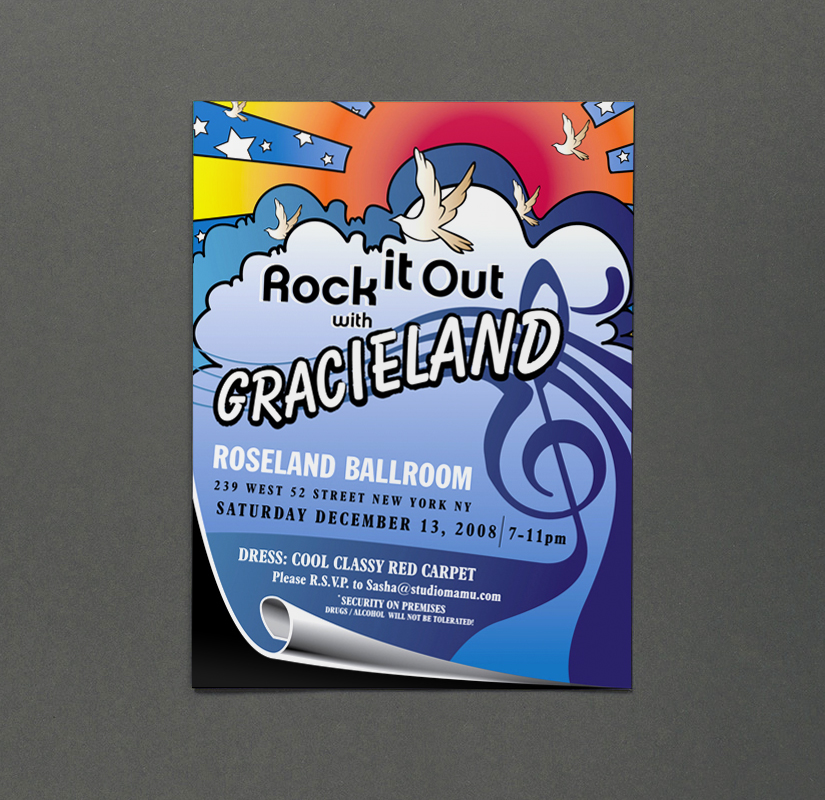 Rock it Out
with
GRACIELAND
ROSELAND BALLROOM
239 WEST 52 STREET NEW YORK NY
SATURDAY DECEMBER 13, 2008 | 7-11pm
DRESS: COOL CLASSY RED CARPET
Please R.S.V.P. to Sasha@studiomamu.com
*SECURITY ON PREMISES
DRUGS / ALCOHOL WILL NOT BE TOLERATED!